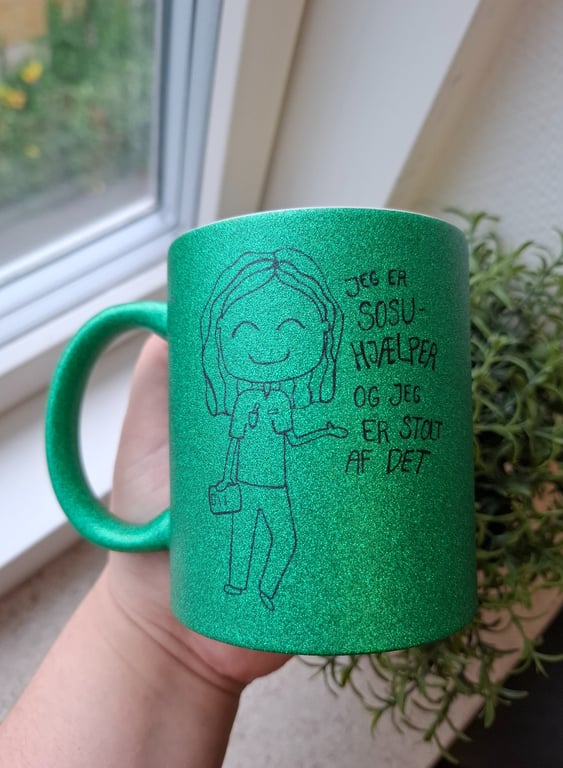 JEG ER
SOSU-
HJÆLPER
OG JEG
ER STOLT
AF DET